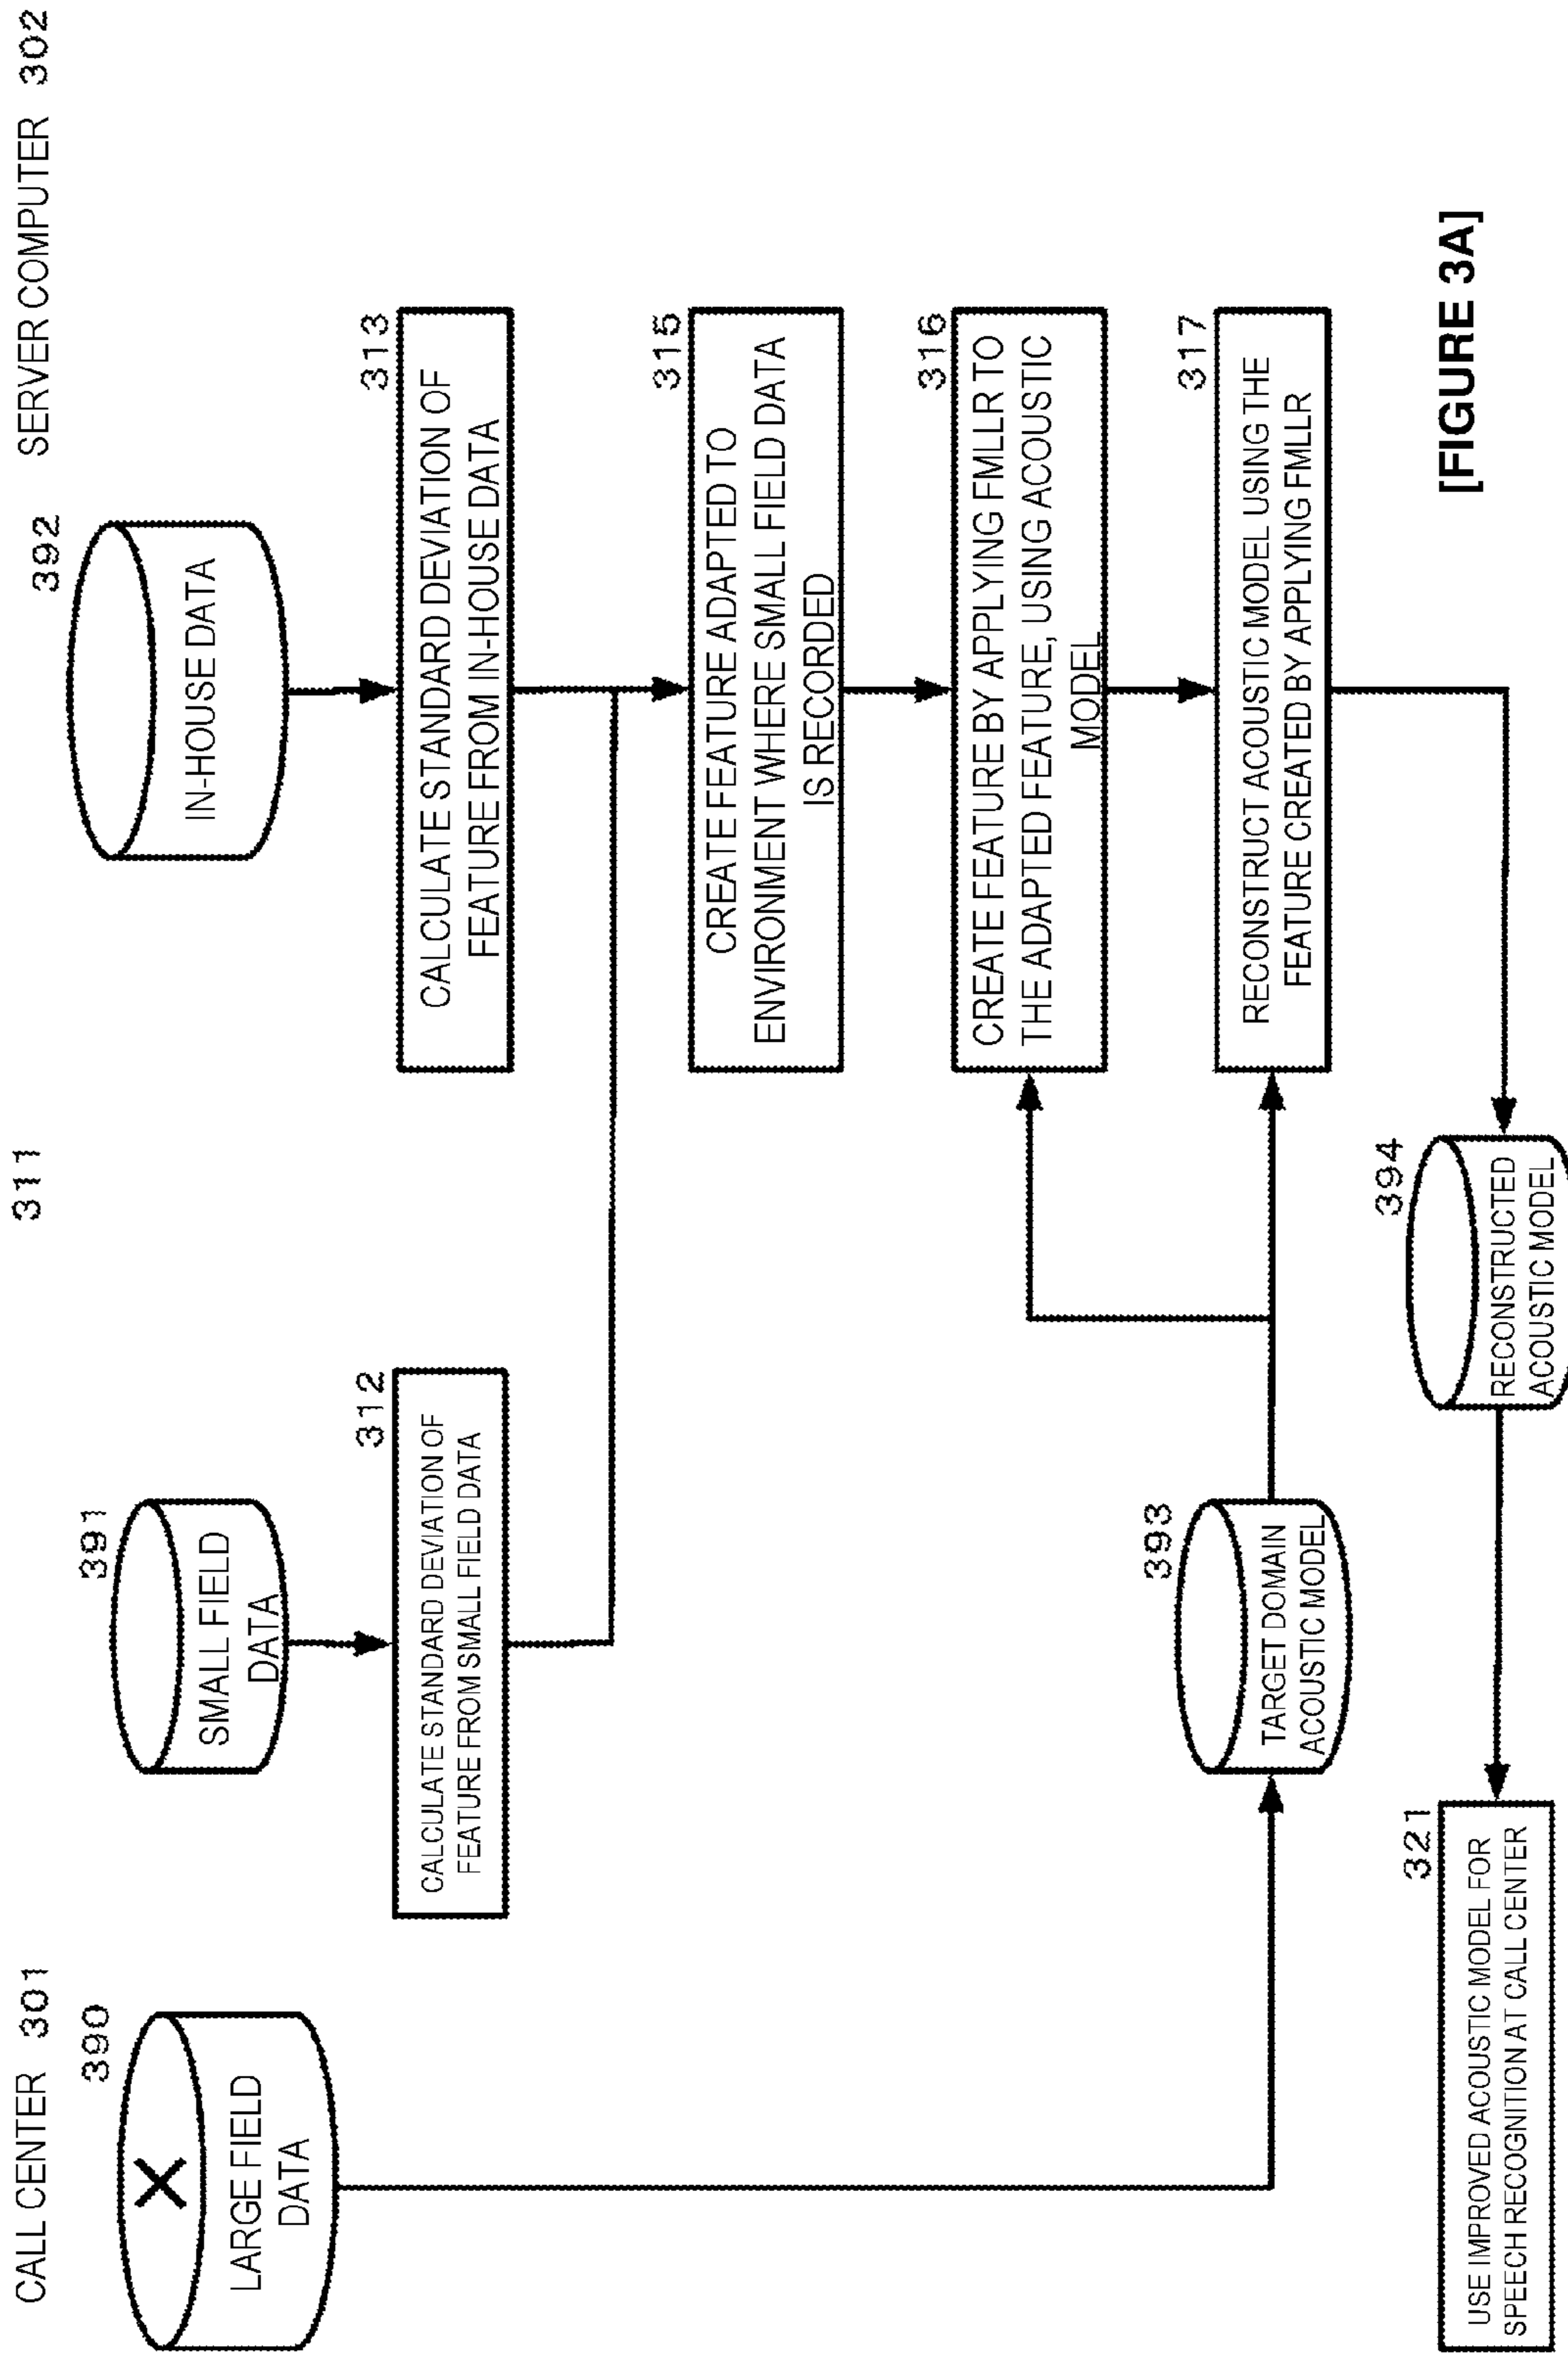 CALL CENTER 301
311
SERVER COMPUTER 302
390
LARGE FIELD
DATA
391
SMALL FIELD
DATA
392
IN-HOUSE DATA
312
CALCULATE STANDARD DEVIATION OF
FEATURE FROM SMALL FIELD DATA
313
CALCULATE STANDARD DEVIATION OF
FEATURE FROM IN-HOUSE DATA
315
CREATE FEATURE ADAPTED TO
ENVIRONMENT WHERE SMALL FIELD DATA
IS RECORDED
316
CREATE FEATURE BY APPLYING FMLLR TO
THE ADAPTED FEATURE, USING ACOUSTIC
MODEL
393
TARGET DOMAIN
ACOUSTIC MODEL
317
RECONSTRUCT ACOUSTIC MODEL USING THE
FEATURE CREATED BY APPLYING FMLLR
394
RECONSTRUCTED
ACOUSTIC MODEL
321
USE IMPROVED ACOUSTIC MODEL FOR
SPEECH RECOGNITION AT CALL CENTER
[FIGURE 3A]